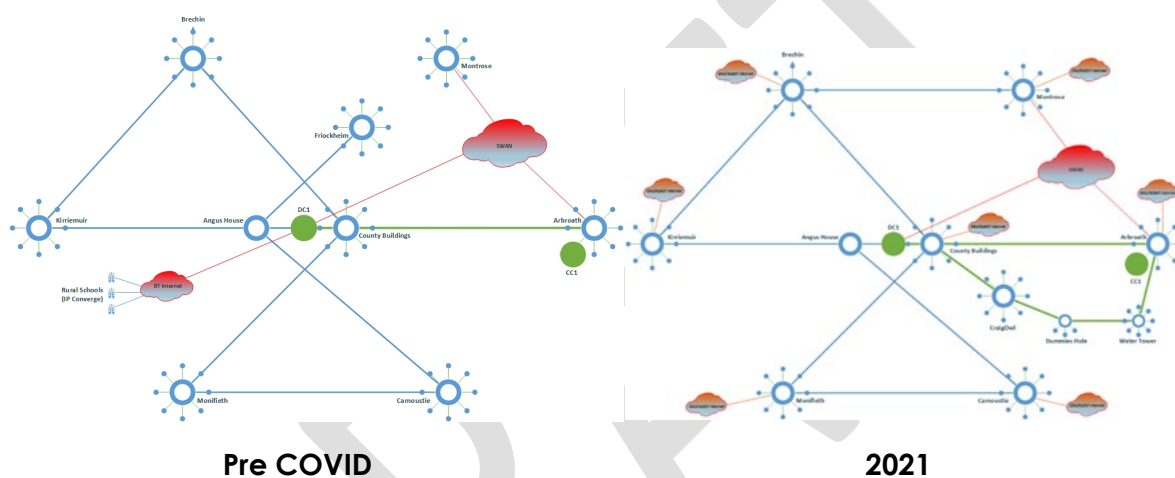 Brechin
Montrose
Friockheim
SWAN
Kirriemuir
Angus House
DC1
County Buildings
Arbroath
CC1
BT Internet
Rural Schools
(IP Converge)
Monifieth
Carnoustie
Pre COVID
Brechin
Montrose
SWAN
Kirriemuir
Angus House
DC1
County Buildings
Arbroath
CC1
CraigOwl
Dummies Hole
Water Tower
Monifieth
Carnoustie
2021